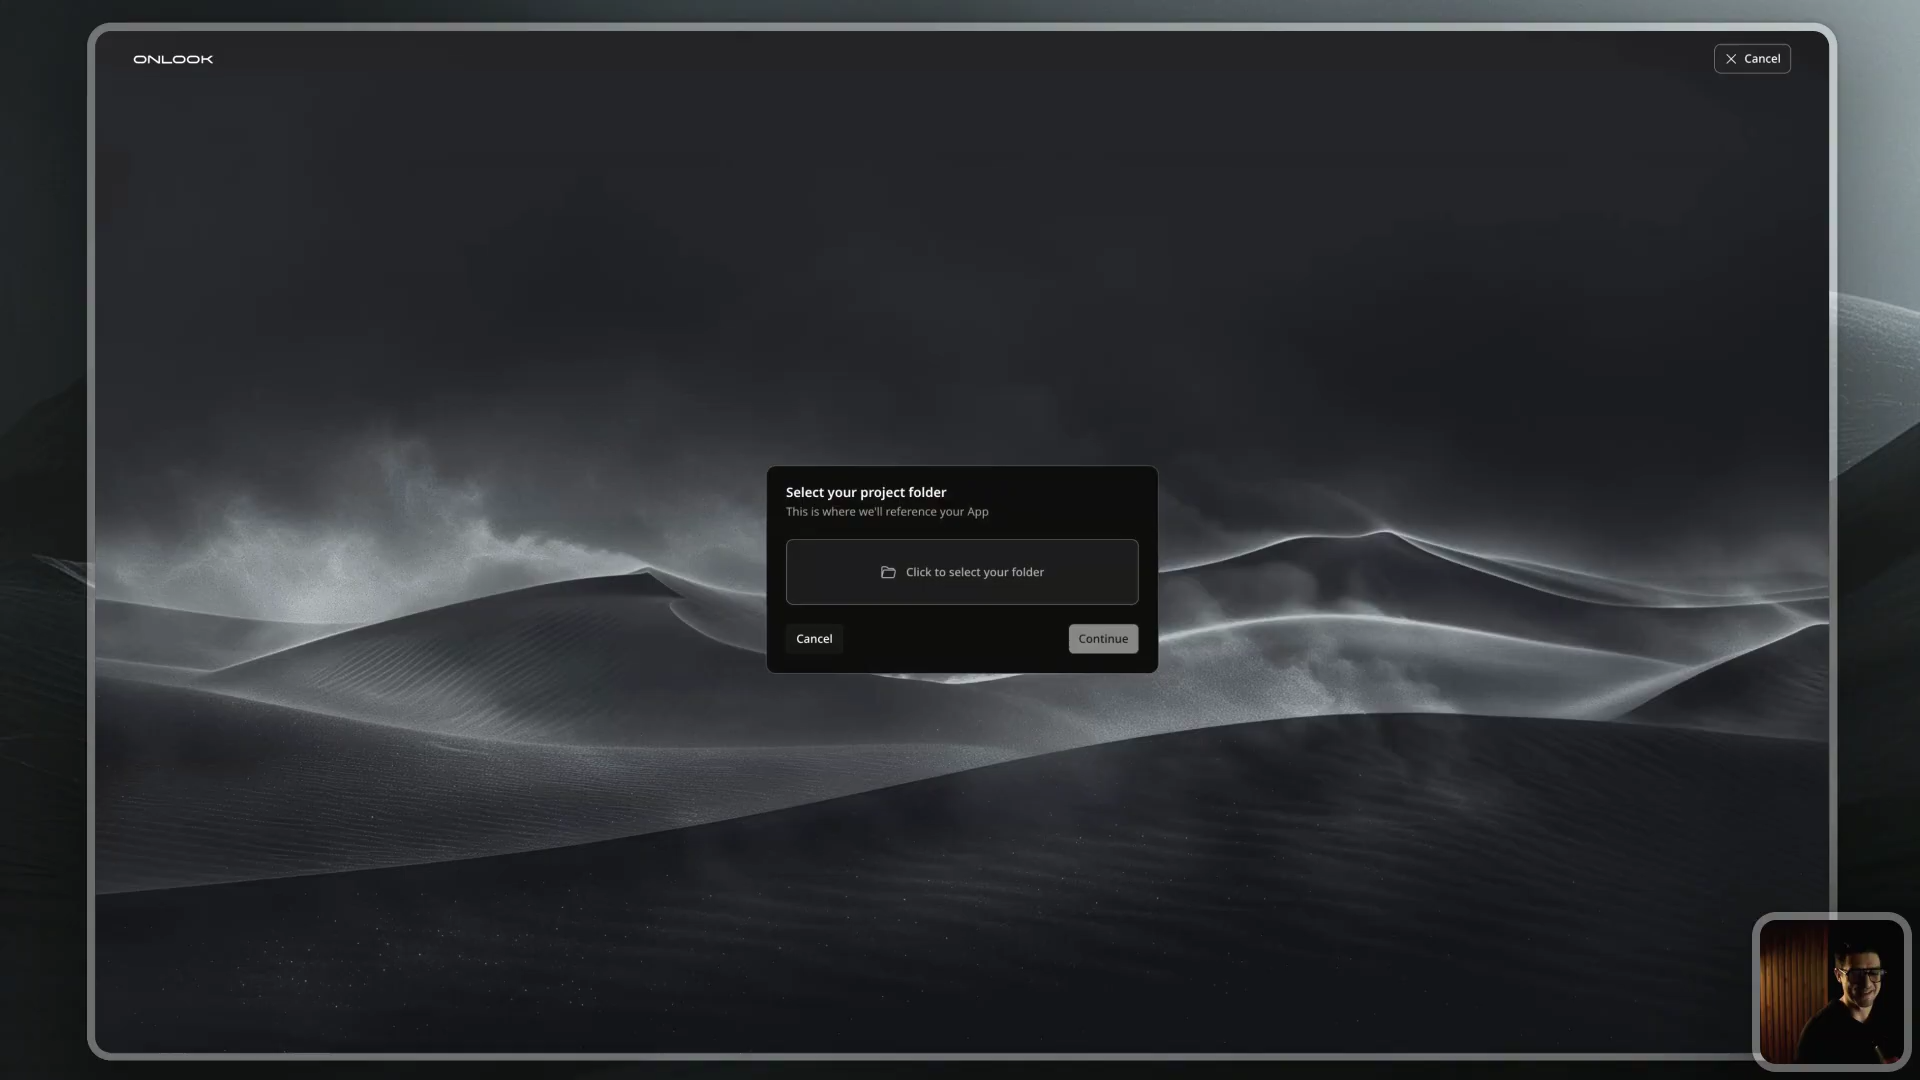 ONLOOK
Cancel
Select your project folder
This is where we'll reference your App
Click to select your folder
Cancel
Continue